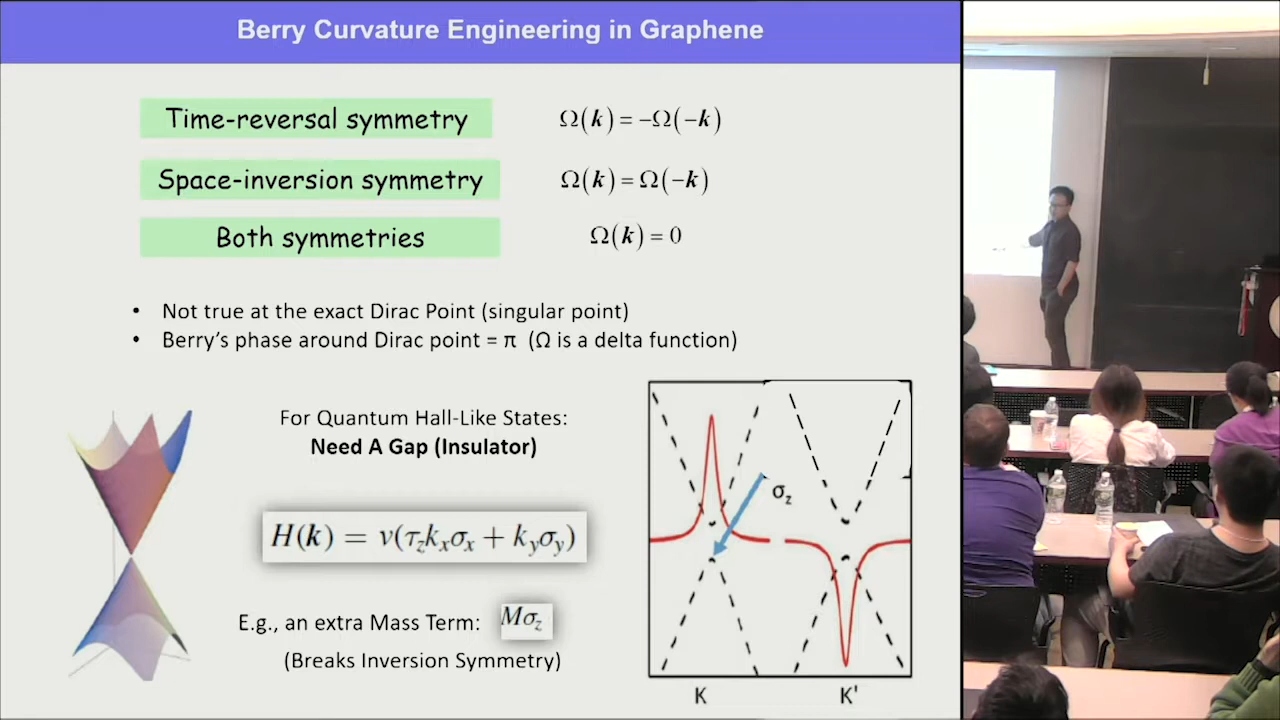 Berry Curvature Engineering in Graphene
Time-reversal symmetry
Ω(k) = −Ω(−k)
Space-inversion symmetry
Ω(k) = Ω(−k)
Both symmetries
Ω(k) = 0
• Not true at the exact Dirac Point (singular point)
• Berry's phase around Dirac point = π (Ω is a delta function)
For Quantum Hall-Like States:
Need A Gap (Insulator)
H(k) = v(τzkxσx + kyσy)
E.g., an extra Mass Term: Mσz
(Breaks Inversion Symmetry)
σz
K K'